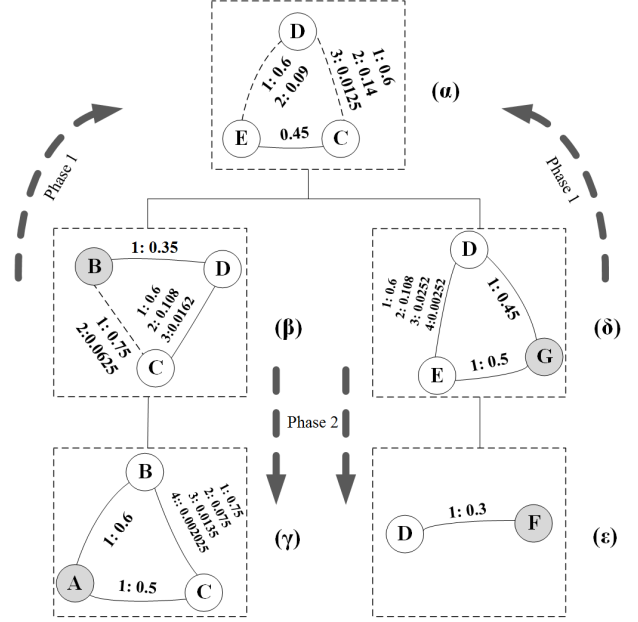 D
1: 0.6
2: 0.09
1: 0.6
2: 0.14
3: 0.0125
E
0.45
C
(α)
Phase 1
Phase 1
B
1: 0.35
D
1: 0.6
2: 0.108
3:0.0162
1: 0.75
2:0.0625
C
(β)
D
1: 0.6
2: 0.108
3: 0.0252
4:0.00252
1: 0.45
E
1: 0.5
G
(δ)
Phase 2
B
1: 0.75
2: 0.075
3: 0.0135
4:: 0.002025
1: 0.6
A
1: 0.5
C
(γ)
D
1: 0.3
F
(ε)